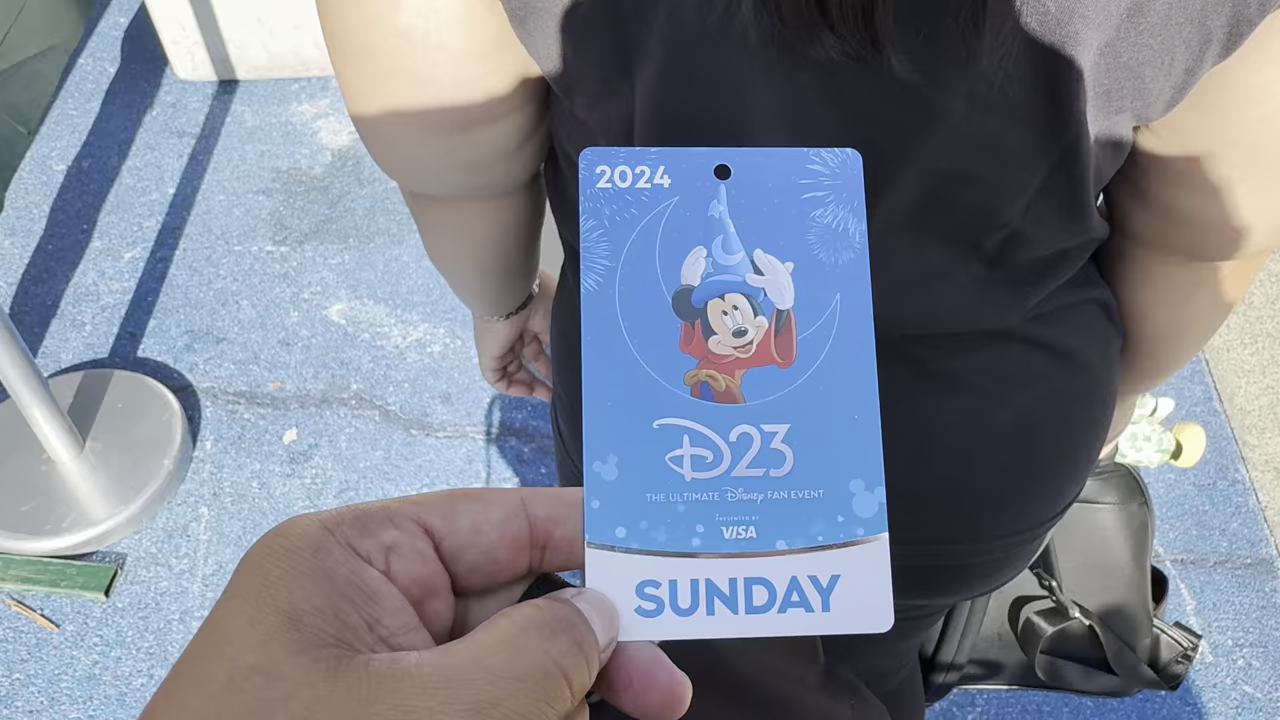 2024
D23
THE ULTIMATE Disney FAN EVENT
PRESENTED BY
VISA
SUNDAY